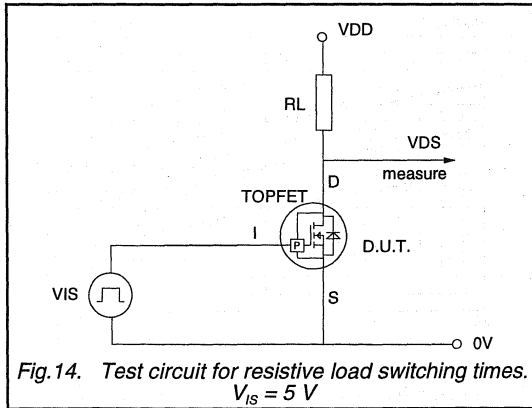 VDD
RL
VDS
measure
D
TOPFET
I
P
D.U.T.
VIS
S
0V
Fig.14. Test circuit for resistive load switching times.
VIS = 5 V